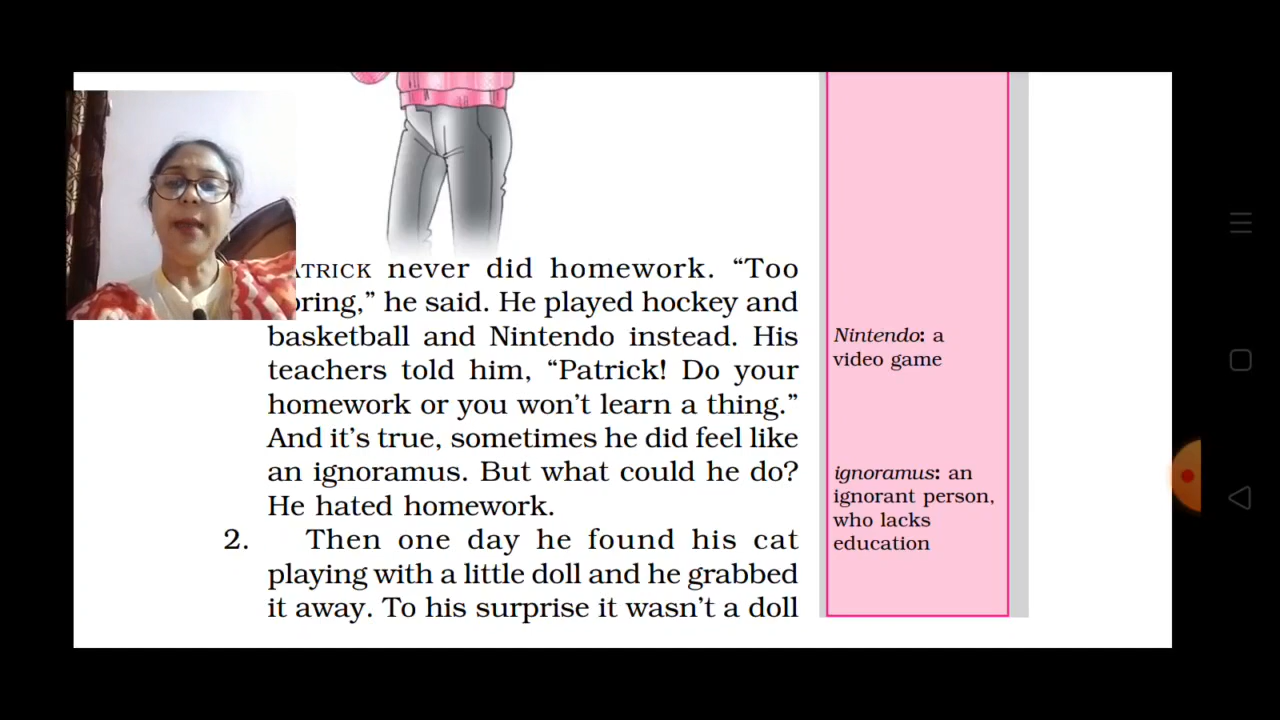 ATRICK never did homework. “Too
oring,” he said. He played hockey and
basketball and Nintendo instead. His
teachers told him, “Patrick! Do your
homework or you won’t learn a thing.”
And it’s true, sometimes he did feel like
an ignoramus. But what could he do?
He hated homework.
2. Then one day he found his cat
playing with a little doll and he grabbed
it away. To his surprise it wasn’t a doll
Nintendo: a
video game
ignoramus: an
ignorant person,
who lacks
education